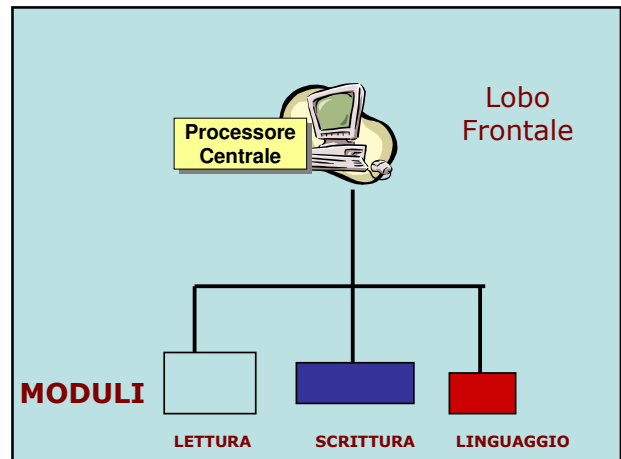 Lobo
Frontale
Processore
Centrale
MODULI
LETTURA
SCRITTURA
LINGUAGGIO